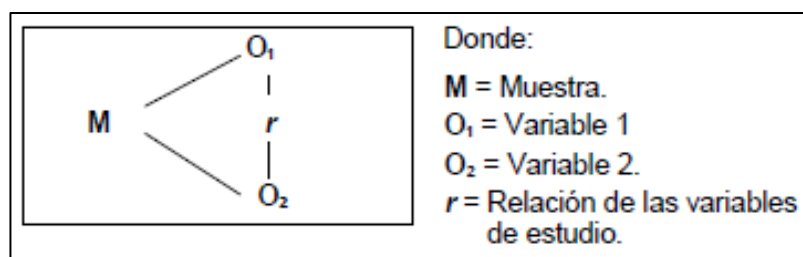 O₁
M
r
O₂
Donde:
M = Muestra.
O₁ = Variable 1
O₂ = Variable 2.
r = Relación de las variables
de estudio.